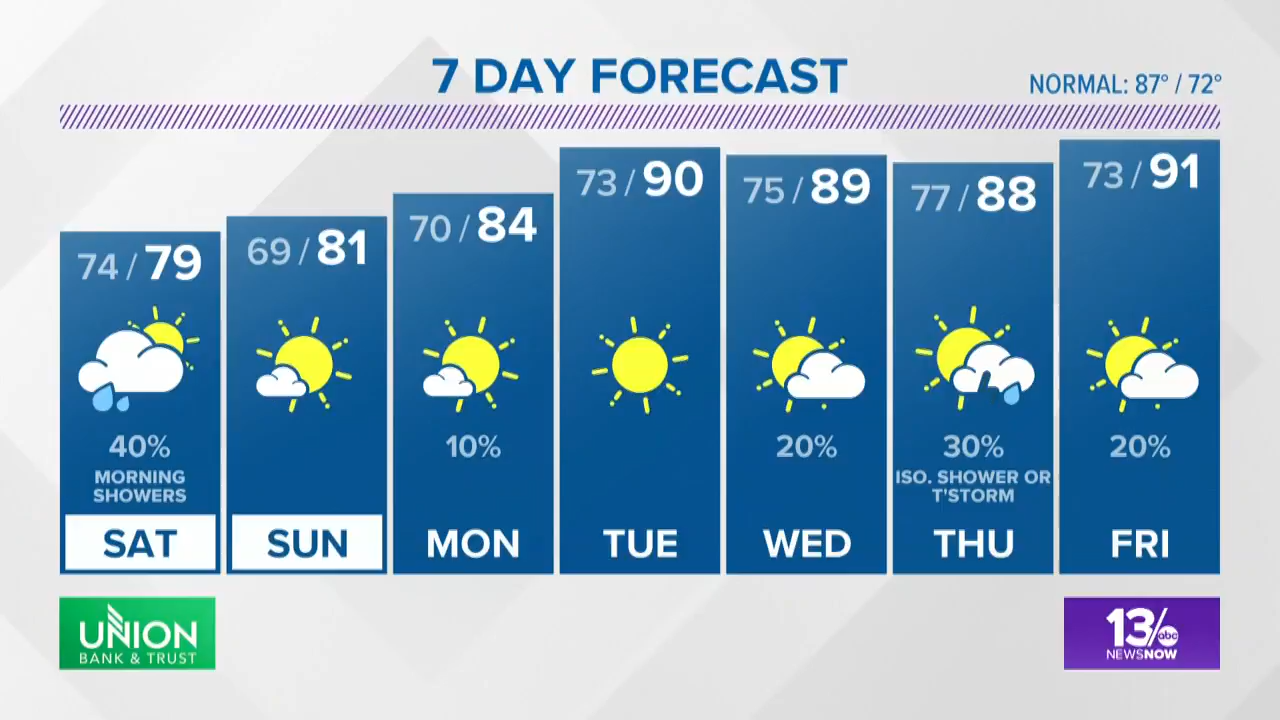 7 DAY FORECAST
NORMAL: 87° / 72°
74 / 79
40%
MORNING
SHOWERS
SAT
69 / 81
SUN
70 / 84
10%
MON
73 / 90
TUE
75 / 89
20%
WED
77 / 88
30%
ISO. SHOWER OR
T'STORM
THU
73 / 91
20%
FRI
UNION
BANK & TRUST
13/
abc
NEWSNOW